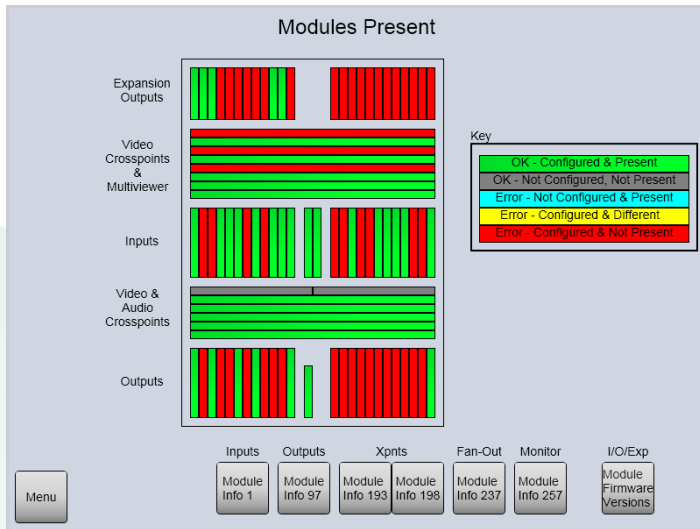 Modules Present
Expansion
Outputs
Video
Crosspoints
&
Multiviewer
Inputs
Video &
Audio
Crosspoints
Outputs
Key
OK - Configured & Present
OK - Not Configured, Not Present
Error - Not Configured & Present
Error - Configured & Different
Error - Configured & Not Present
Inputs
Outputs
Xpnts
Fan-Out
Monitor
I/O/Exp
Menu
Module
Info 1
Module
Info 97
Module
Info 193
Module
Info 198
Module
Info 237
Module
Info 257
Module
Firmware
Versions